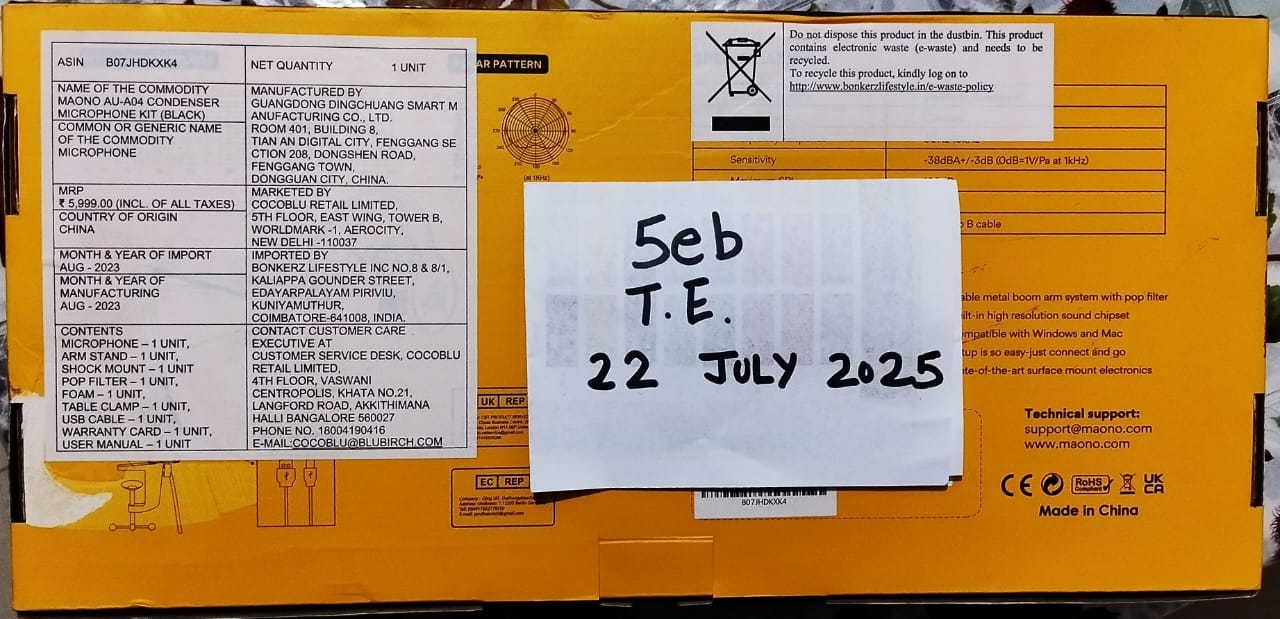 ASIN B07JHDKXK4
NET QUANTITY 1 UNIT
NAME OF THE COMMODITY
MAONO AU-A04 CONDENSER
MICROPHONE KIT (BLACK)
COMMON OR GENERIC NAME
OF THE COMMODITY
MICROPHONE
MRP
₹ 5,999.00 (INCL. OF ALL TAXES)
COUNTRY OF ORIGIN
CHINA
MONTH & YEAR OF IMPORT
AUG - 2023
MONTH & YEAR OF
MANUFACTURING
AUG - 2023
CONTENTS
MICROPHONE – 1 UNIT,
ARM STAND – 1 UNIT,
SHOCK MOUNT – 1 UNIT
POP FILTER – 1 UNIT,
FOAM – 1 UNIT,
TABLE CLAMP – 1 UNIT,
USB CABLE – 1 UNIT,
WARRANTY CARD – 1 UNIT,
USER MANUAL – 1 UNIT
MANUFACTURED BY
GUANGDONG DINGCHUANG SMART M
ANUFACTURING CO., LTD.
ROOM 401, BUILDING 8,
TIAN AN DIGITAL CITY, FENGGANG SE
CTION 208, DONGSHEN ROAD,
FENGGANG TOWN,
DONGGUAN CITY, CHINA.
MARKETED BY
COCOBLU RETAIL LIMITED,
5TH FLOOR, EAST WING, TOWER B,
WORLDMARK -1, AEROCITY,
NEW DELHI -110037
IMPORTED BY
BONKERZ LIFESTYLE INC NO.8 & 8/1,
KALIAPPA GOUNDER STREET,
EDAYARPALAYAM PIRIVIU,
KUNIYAMUTHUR,
COIMBATORE-641008, INDIA.
CONTACT CUSTOMER CARE
EXECUTIVE AT
CUSTOMER SERVICE DESK, COCOBLU
RETAIL LIMITED,
4TH FLOOR, VASWANI
CENTROPOLIS, KHATA NO.21,
LANGFORD ROAD, AKKITHIMANA
HALLI BANGALORE 560027
PHONE NO. 18004190416
E-MAIL:COCOBLU@BLUBIRCH.COM
AR PATTERN
(at 1KHz)
Do not dispose this product in the dustbin. This product
contains electronic waste (e-waste) and needs to be
recycled.
To recycle this product, kindly log on to
http://www.bonkerzlifestyle.in/e-waste-policy
Sensitivity -38dBA+/-3dB (0dB=1V/Pa at 1kHz)
B cable
5eb
T.E.
22 JULY 2025
able metal boom arm system with pop filter
ilt-in high resolution sound chipset
ompatible with Windows and Mac
tup is so easy-just connect and go
te-of-the-art surface mount electronics
UK REP
EC REP
B07JHDKXK4
Technical support:
support@maono.com
www.maono.com
CE RoHS Compliant UK CA
Made in China